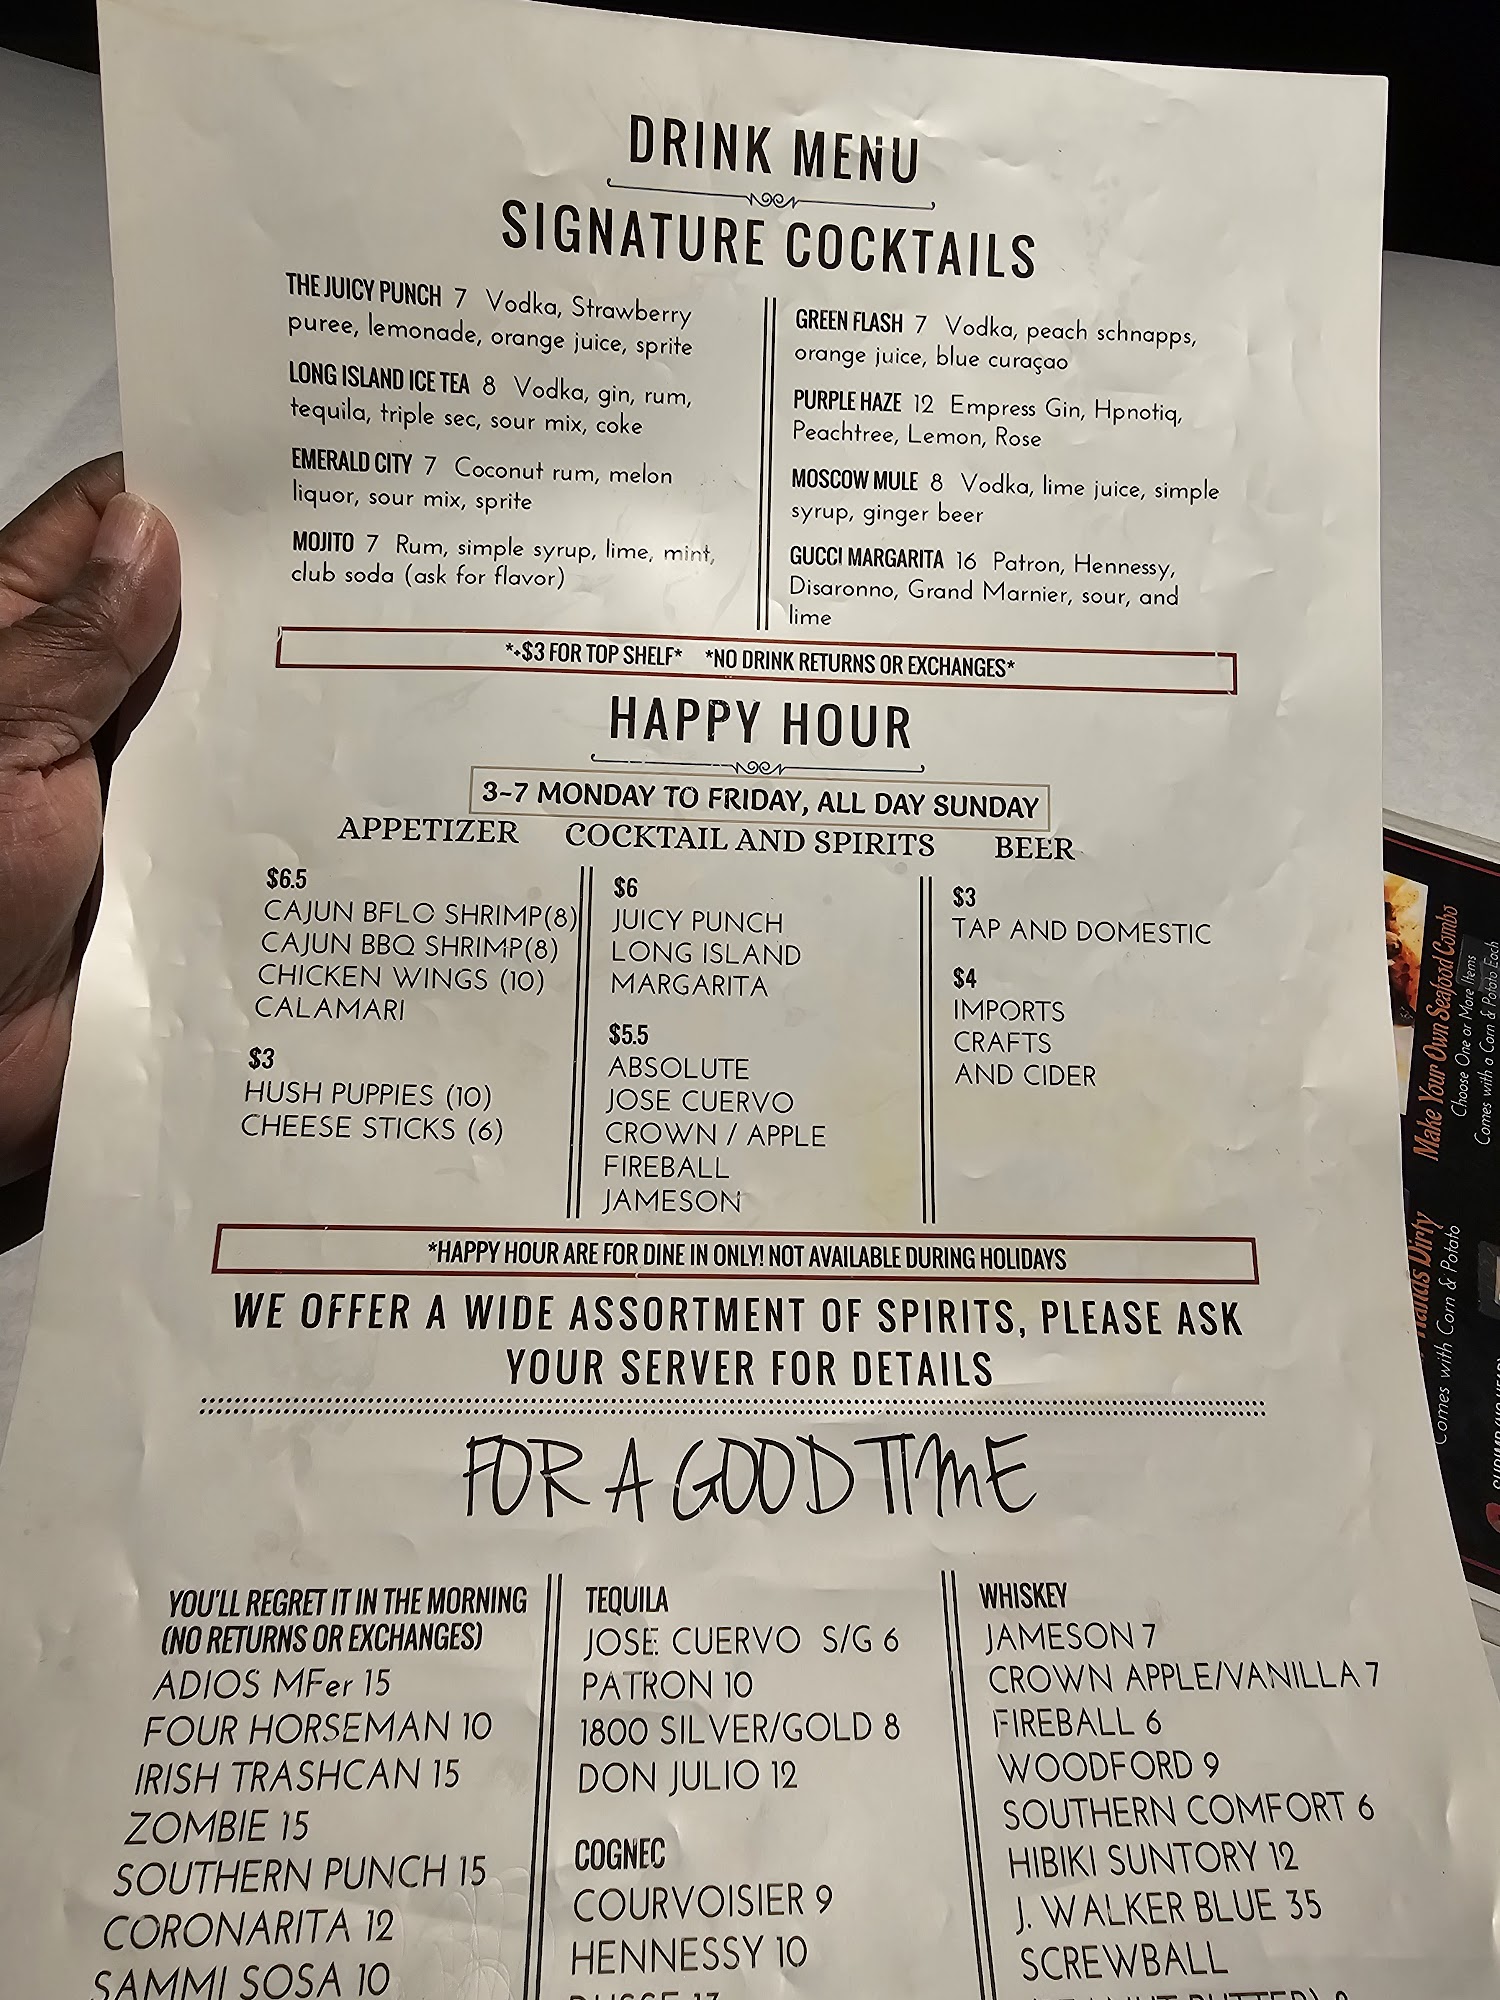 DRINK MENU
SIGNATURE COCKTAILS
THE JUICY PUNCH 7 Vodka, Strawberry
puree, lemonade, orange juice, sprite
LONG ISLAND ICE TEA 8 Vodka, gin, rum,
tequila, triple sec, sour mix, coke
EMERALD CITY 7 Coconut rum, melon
liquor, sour mix, sprite
MOJITO 7 Rum, simple syrup, lime, mint,
club soda (ask for flavor)
GREEN FLASH 7 Vodka, peach schnapps,
orange juice, blue curaçao
PURPLE HAZE 12 Empress Gin, Hpnotiq,
Peachtree, Lemon, Rose
MOSCOW MULE 8 Vodka, lime juice, simple
syrup, ginger beer
GUCCI MARGARITA 16 Patron, Hennessy,
Disaronno, Grand Marnier, sour, and
lime
*+$3 FOR TOP SHELF* *NO DRINK RETURNS OR EXCHANGES*
HAPPY HOUR
3-7 MONDAY TO FRIDAY, ALL DAY SUNDAY
APPETIZER
$6.5
CAJUN BFLO SHRIMP(8)
CAJUN BBQ SHRIMP(8)
CHICKEN WINGS (10)
CALAMARI
$3
HUSH PUPPIES (10)
CHEESE STICKS (6)
COCKTAIL AND SPIRITS
$6
JUICY PUNCH
LONG ISLAND
MARGARITA
$5.5
ABSOLUTE
JOSE CUERVO
CROWN / APPLE
FIREBALL
JAMESON
BEER
$3
TAP AND DOMESTIC
$4
IMPORTS
CRAFTS
AND CIDER
*HAPPY HOUR ARE FOR DINE IN ONLY! NOT AVAILABLE DURING HOLIDAYS
WE OFFER A WIDE ASSORTMENT OF SPIRITS, PLEASE ASK
YOUR SERVER FOR DETAILS
FOR A GOOD TIME
YOU'LL REGRET IT IN THE MORNING
(NO RETURNS OR EXCHANGES)
ADIOS MFer 15
FOUR HORSEMAN 10
IRISH TRASHCAN 15
ZOMBIE 15
SOUTHERN PUNCH 15
CORONARITA 12
SAMMI SOSA 10
TEQUILA
JOSE CUERVO S/G 6
PATRON 10
1800 SILVER/GOLD 8
DON JULIO 12
COGNEC
COURVOISIER 9
HENNESSY 10
WHISKEY
JAMESON 7
CROWN APPLE/VANILLA 7
FIREBALL 6
WOODFORD 9
SOUTHERN COMFORT 6
HIBIKI SUNTORY 12
J. WALKER BLUE 35
SCREWBALL
Make Your Own Seafood Combo
Choose One or More Items
Comes with a Corn & Potato Each
Hands Dirty
Comes with Corn & Potato